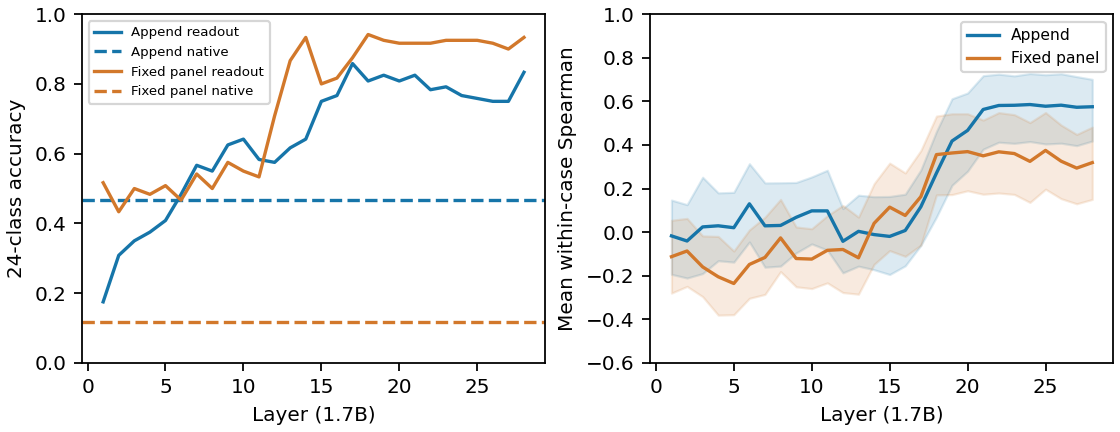 1.0
0.8
0.6
0.4
0.2
0.0
24-class accuracy
Append readout
Append native
Fixed panel readout
Fixed panel native
0
5
10
15
20
25
Layer (1.7B)
1.0
0.8
0.6
0.4
0.2
0.0
−0.2
−0.4
−0.6
Mean within-case Spearman
Append
Fixed panel
0
5
10
15
20
25
Layer (1.7B)